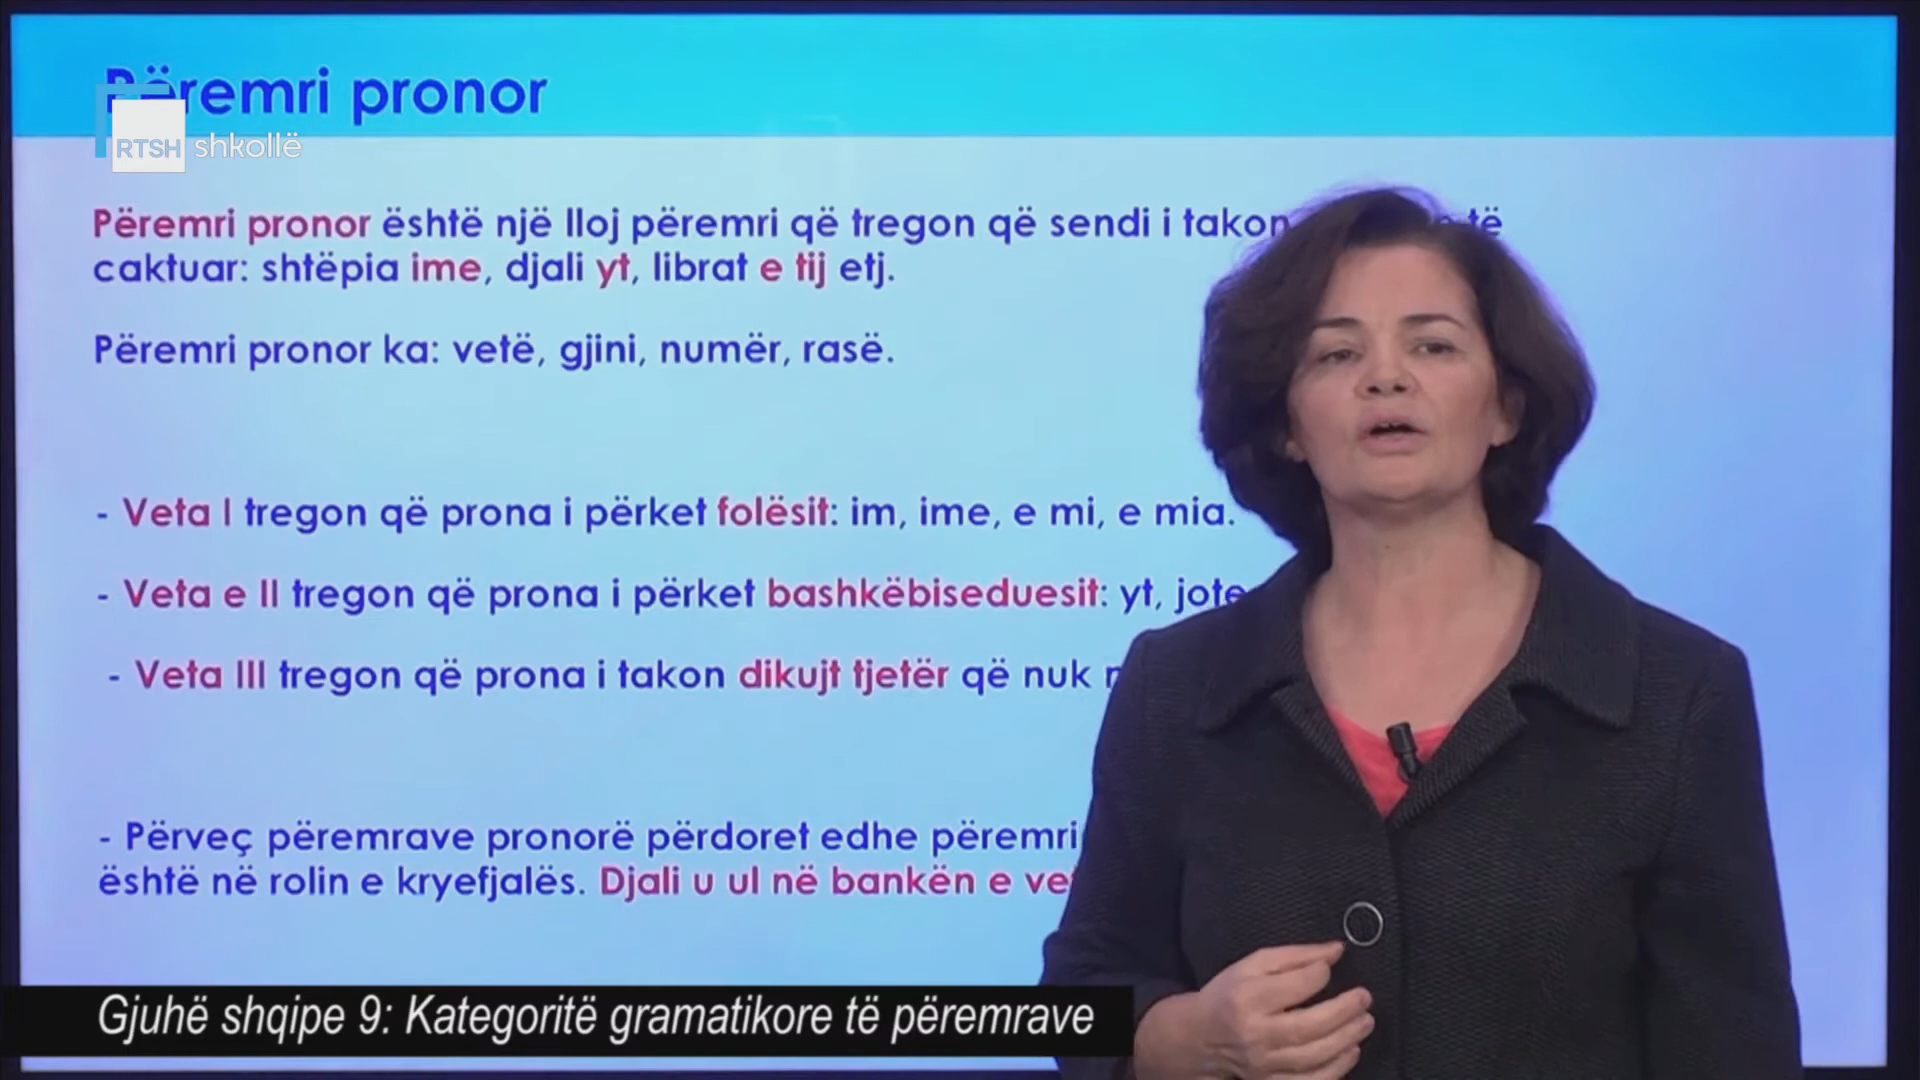 Përemri pronor
RTSH shkollë
Përemri pronor është një lloj përemri që tregon që sendi i takon të
caktuar: shtëpia ime, djali yt, librat e tij etj.
Përemri pronor ka: vetë, gjini, numër, rasë.
- Veta I tregon që prona i përket folësit: im, ime, e mi, e mia.
- Veta e II tregon që prona i përket bashkëbiseduesit: yt, jote
- Veta III tregon që prona i takon dikujt tjetër që nuk
- Përveç përemrave pronorë përdoret edhe përemri
është në rolin e kryefjalës. Djali u ul në bankën e
Gjuhë shqipe 9: Kategoritë gramatikore të përemrave